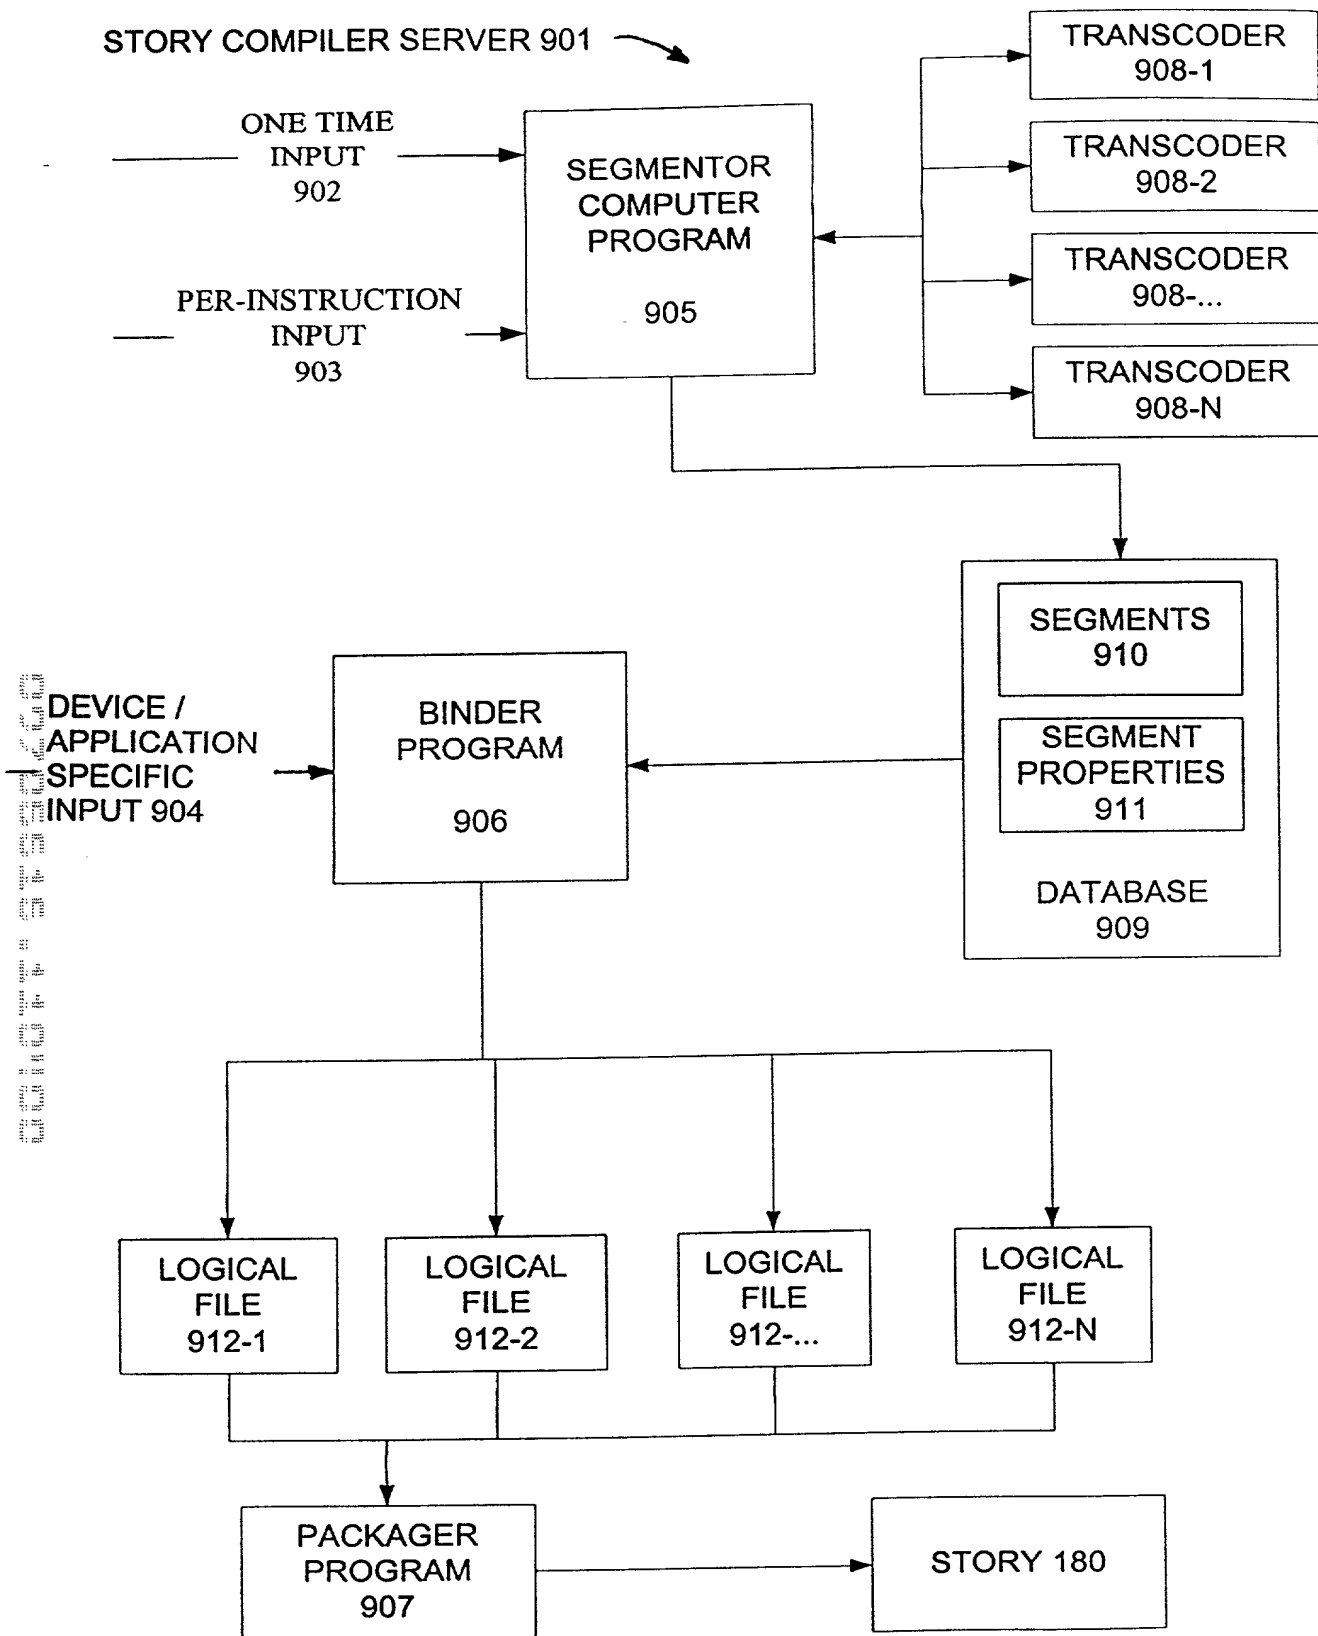 STORY COMPILER SERVER 901
TRANSCODER
908-1
ONE TIME
INPUT
902
TRANSCODER
908-2
SEGMENTOR
COMPUTER
PROGRAM
905
TRANSCODER
908-...
PER-INSTRUCTION
INPUT
903
TRANSCODER
908-N
SEGMENTS
910
SEGMENT
PROPERTIES
911
DATABASE
909
DEVICE /
APPLICATION
SPECIFIC
INPUT 904
BINDER
PROGRAM
906
LOGICAL
FILE
912-1
LOGICAL
FILE
912-2
LOGICAL
FILE
912-...
LOGICAL
FILE
912-N
PACKAGER
PROGRAM
907
STORY 180